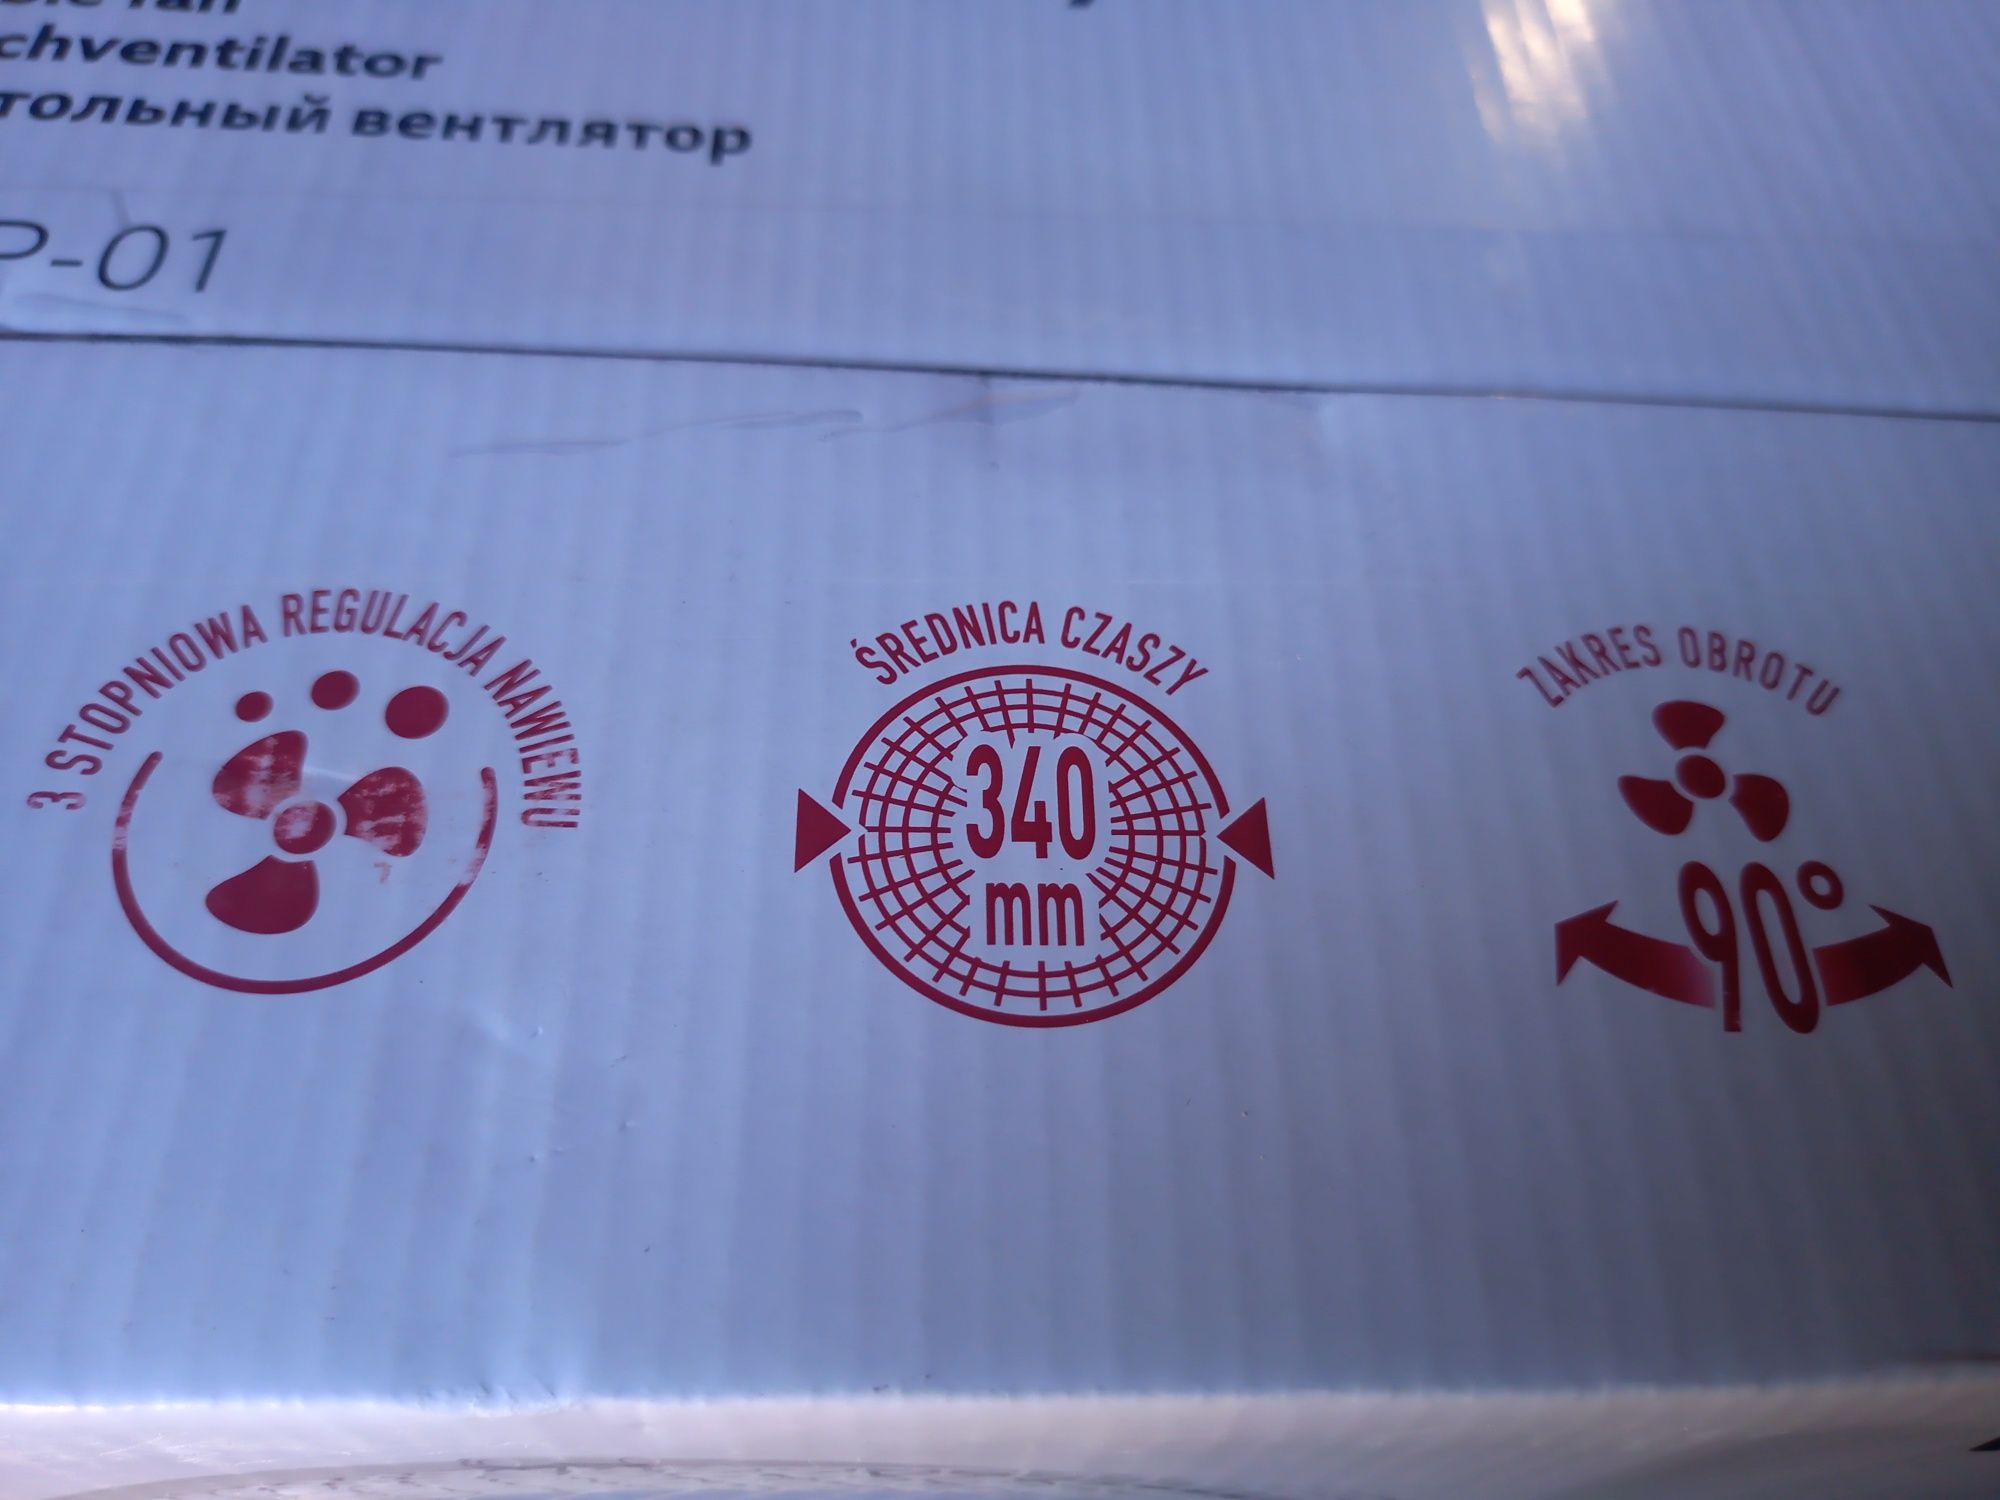 chventilator
тольный вентлятор
P-01
3 STOPNIOWA REGULACJA NAWIEWU
ŚREDNICA CZASZY
340
mm
ZAKRES OBROTU
90°